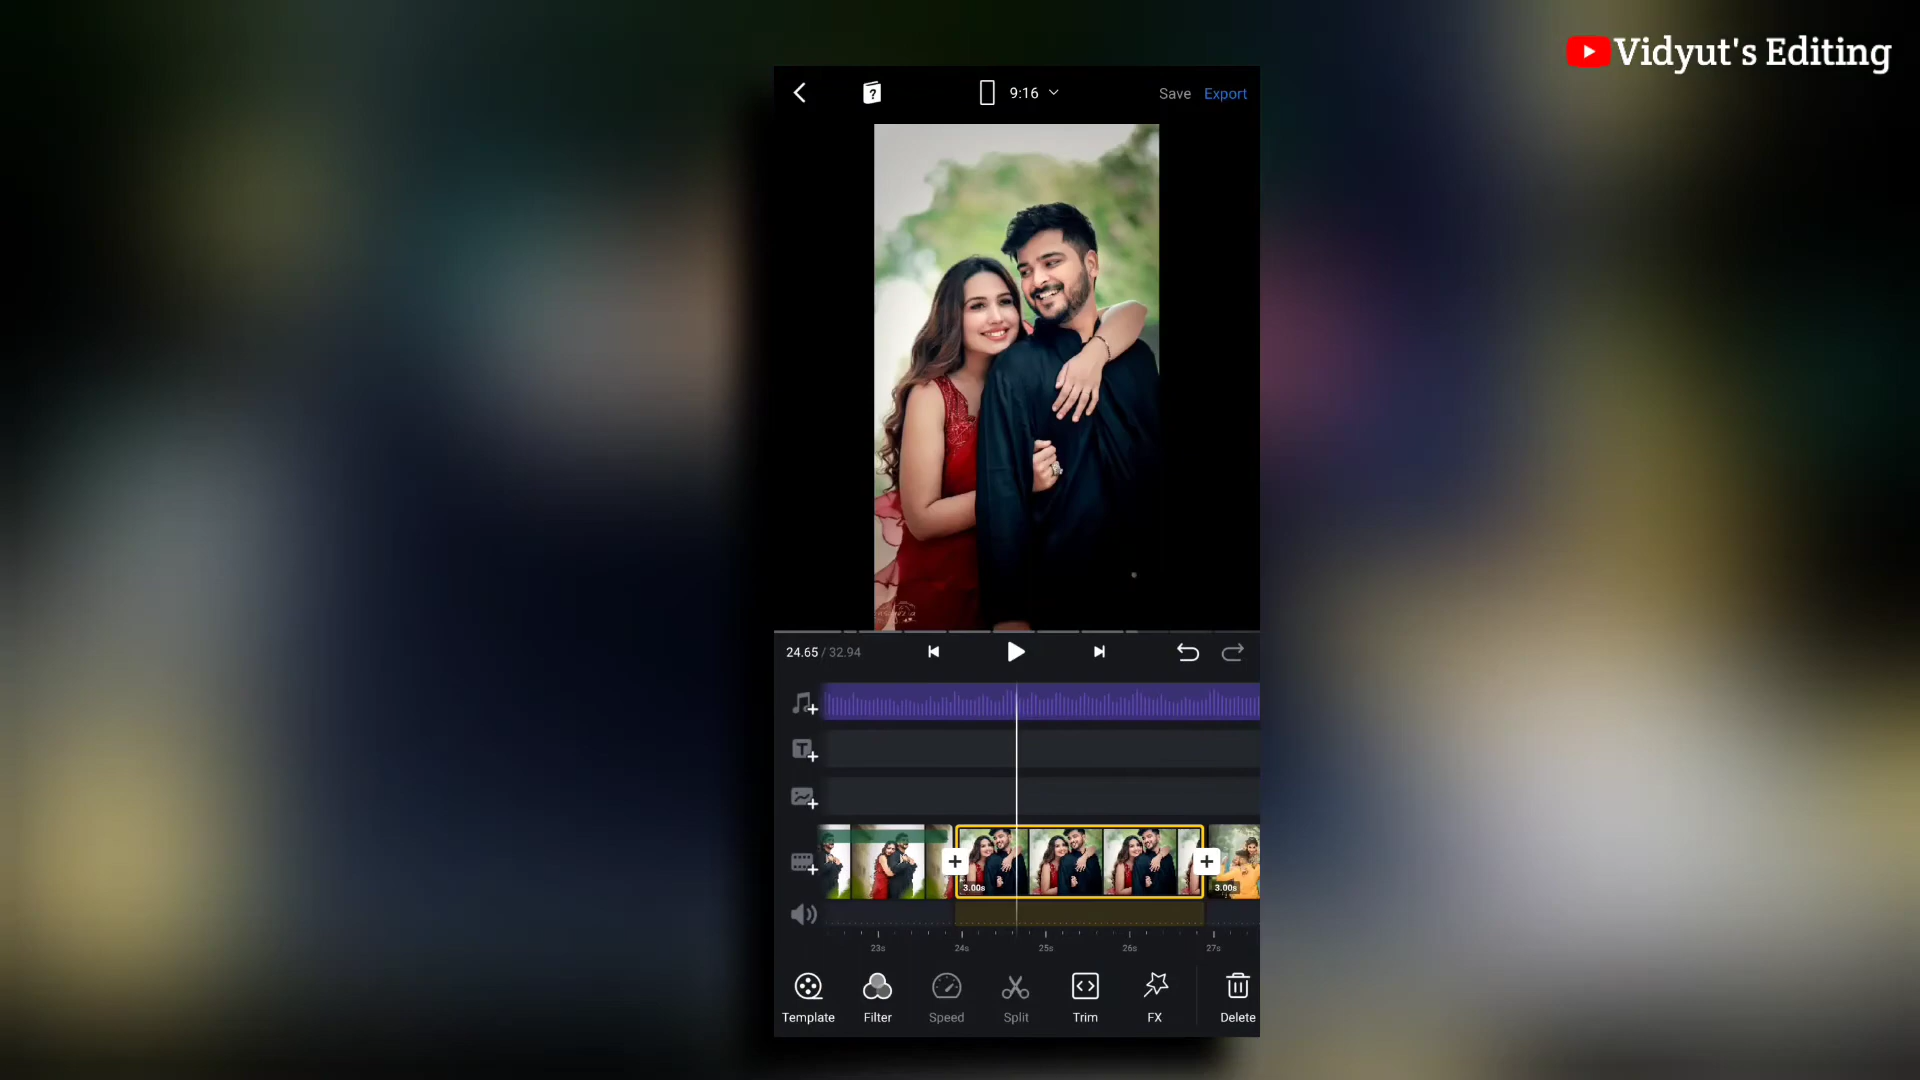 Vidyut's Editing
9:16
Save
Export
24.65 / 32.94
3.00s
3.00s
23s
24s
25s
26s
27s
Template
Filter
Speed
Split
Trim
FX
Delete